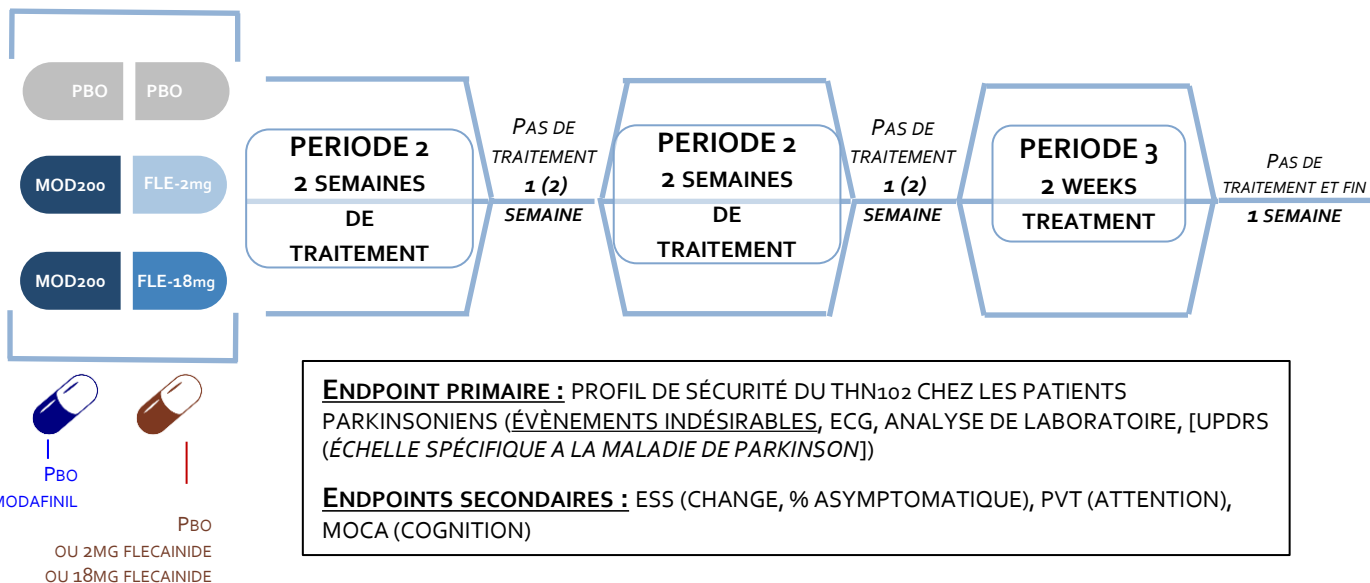 PBO PBO
MOD200 FLE-2mg
MOD200 FLE-18mg
PERIODE 2
2 SEMAINES
DE
TRAITEMENT
PAS DE
TRAITEMENT
1 (2)
SEMAINE
PERIODE 2
2 SEMAINES
DE
TRAITEMENT
PAS DE
TRAITEMENT
1 (2)
SEMAINE
PERIODE 3
2 WEEKS
TREATMENT
PAS DE
TRAITEMENT ET FIN
1 SEMAINE
PBO
MODAFINIL
PBO
OU 2MG FLECAINIDE
OU 18MG FLECAINIDE
ENDPOINT PRIMAIRE : PROFIL DE SÉCURITÉ DU THN102 CHEZ LES PATIENTS
PARKINSONIENS (ÉVÈNEMENTS INDÉSIRABLES, ECG, ANALYSE DE LABORATOIRE, [UPDRS
(ÉCHELLE SPÉCIFIQUE A LA MALADIE DE PARKINSON])
ENDPOINTS SECONDAIRES : ESS (CHANGE, % ASYMPTOMATIQUE), PVT (ATTENTION),
MOCA (COGNITION)